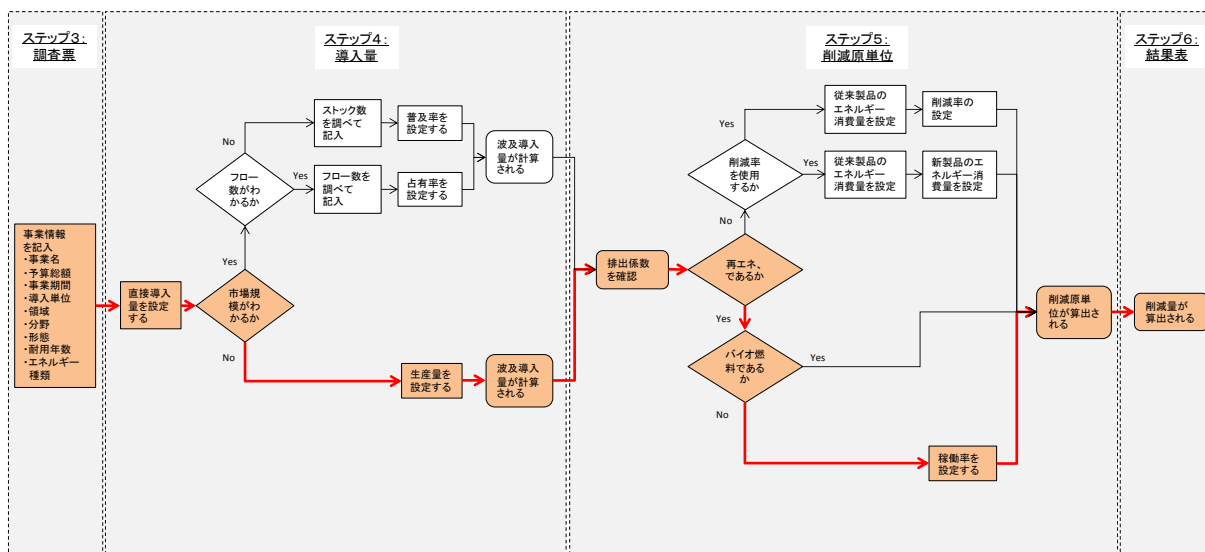 ステップ3:
調査票
事業情報
を記入
・事業名
・予算総額
・事業期間
・導入単位
・領域
・分野
・形態
・耐用年数
・エネルギー
種類
ステップ4:
導入量
直接導入
量を設定
する
市場規
模がわ
かるか
Yes
No
フロー
数がわ
かるか
No
Yes
ストック数
を調べて
記入
普及率を
設定する
フロー数を
調べて
記入
占有率を
設定する
波及導入
量が計算
される
生産量を
設定する
波及導入
量が計算
される
ステップ5:
削減原単位
排出係数
を確認
再エネ、
であるか
No
Yes
削減率
を使用
するか
Yes
Yes
従来製品の
エネルギー
消費量を設定
削減率の
設定
従来製品の
エネルギー
消費量を設定
新製品のエ
ネルギー消
費量を設定
バイオ燃
料である
か
Yes
No
稼働率を
設定する
削減原単
位が算出さ
れる
ステップ6:
結果表
削減量が
算出される